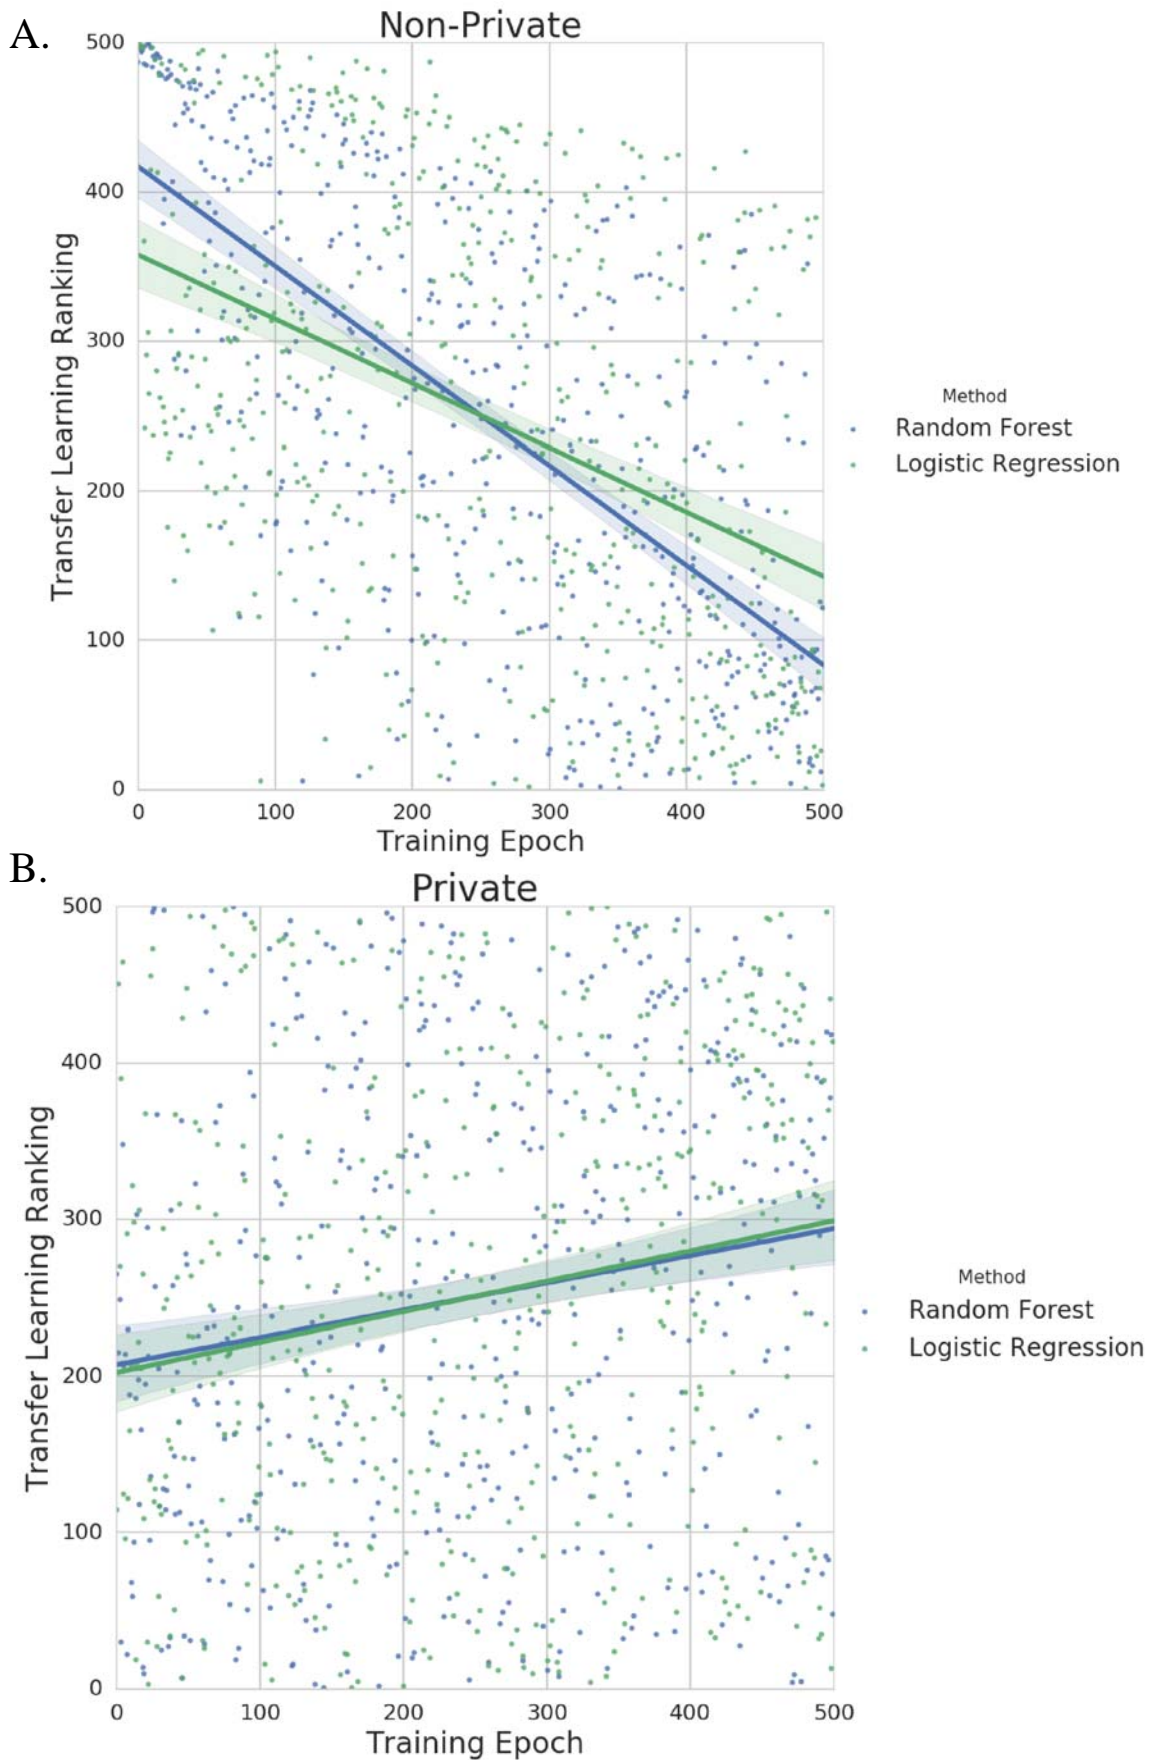 A.
Non-Private
500
400
300
200
100
0
Transfer Learning Ranking
0 100 200 300 400 500
Training Epoch
Method
Random Forest
Logistic Regression
B.
Private
500
400
300
200
100
0
Transfer Learning Ranking
0 100 200 300 400 500
Training Epoch
Method
Random Forest
Logistic Regression